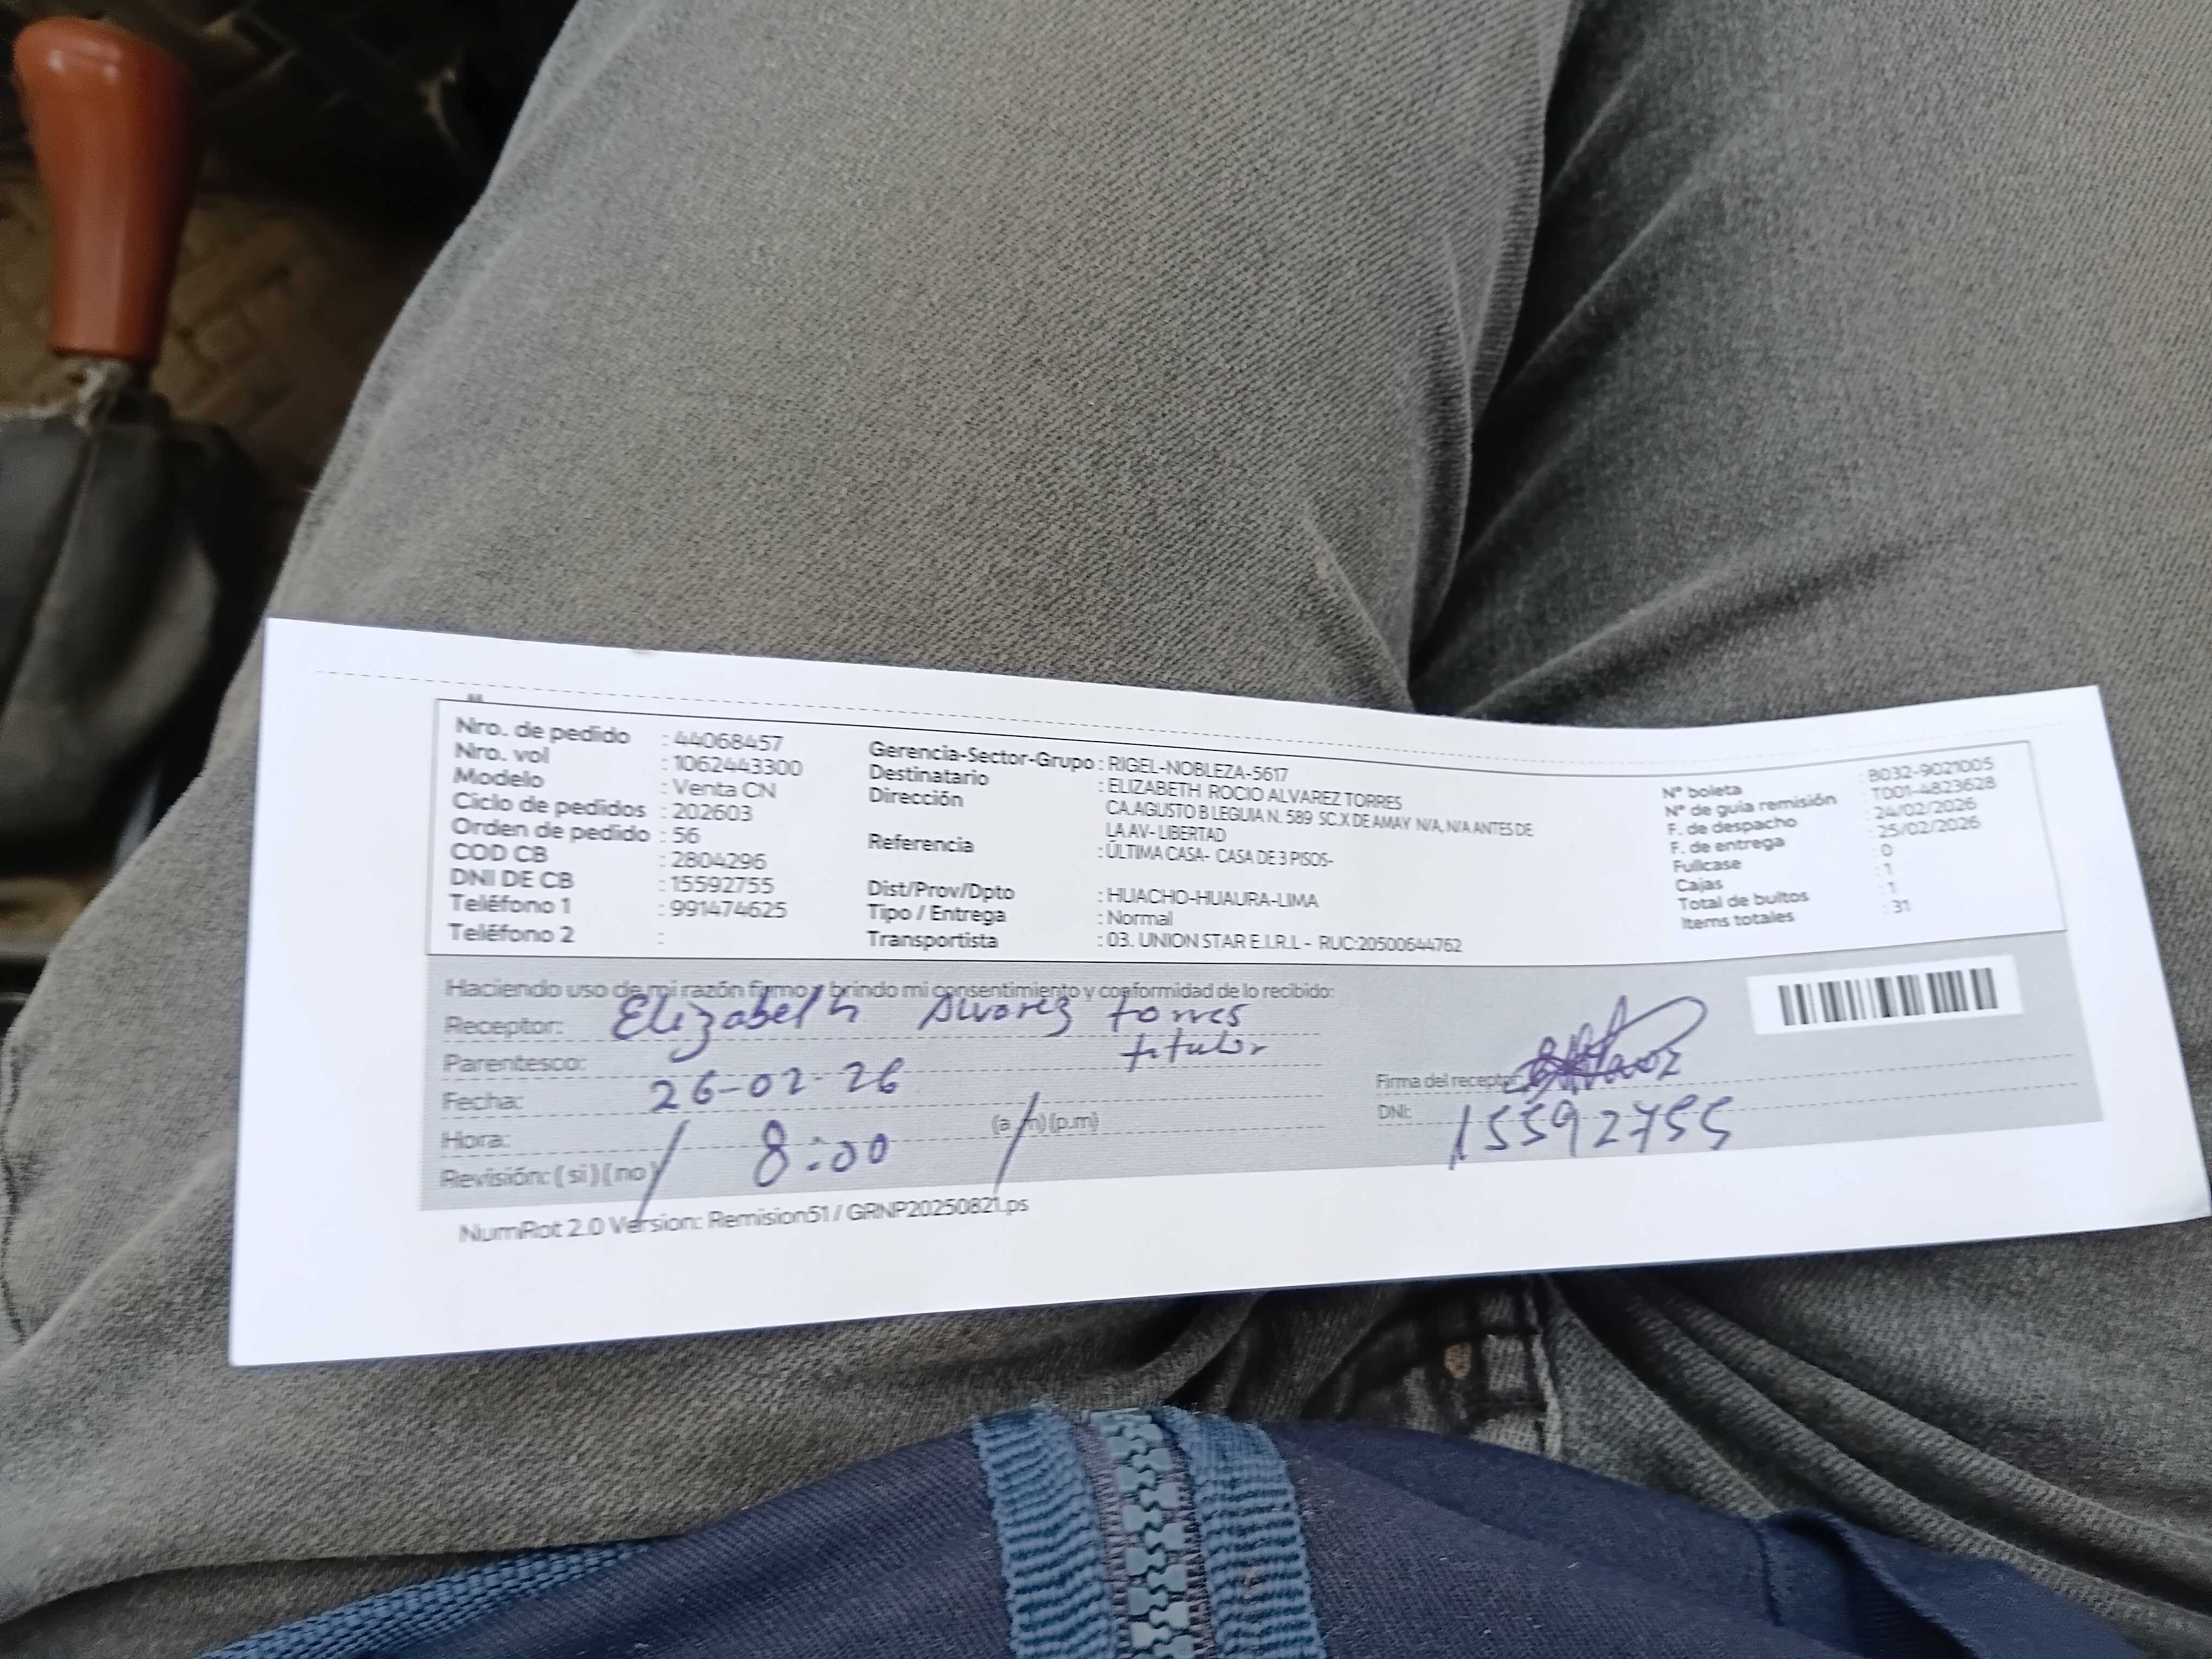 Nro. de pedido : 44068457
Nro. vol : 1062443300
Modelo : Venta CN
Ciclo de pedidos : 202603
Orden de pedido : 56
COD CB : 2804296
DNI DE CB : 15592755
Teléfono 1 : 991474625
Teléfono 2 :
Gerencia-Sector-Grupo : RIGEL-NOBLEZA-5617
Destinatario : ELIZABETH ROCIO ALVAREZ TORRES
Dirección CA.AGUSTO B LEGUIA N. 589 SC.X DE AMAY N/A, N/A ANTES DE
LA AV- LIBERTAD
Referencia : ÚLTIMA CASA- CASA DE 3 PISOS-
Dist/Prov/Dpto : HUACHO-HUAURA-LIMA
Tipo / Entrega : Normal
Transportista : 03. UNION STAR E.I.R.L - RUC:20500644762
Nº boleta : B032-9021005
Nº de guía remisión : T001-4823628
F. de despacho : 24/02/2026
F. de entrega : 25/02/2026
Fullcase : 0
Cajas : 1
Total de bultos : 1
Items totales : 31
Haciendo uso de mi razón firmo y brindo mi consentimiento y conformidad de lo recibido:
Receptor: Elizabeth Alvarez torres
Parentesco: titular
Fecha: 26-02-26
Hora: 8:00 (a.m)(p.m)
Revisión: (si)(no)
Firma del receptor:
DNI: 15592755
NumRot 2.0 Version: Remision51 / GRNP20250821.ps